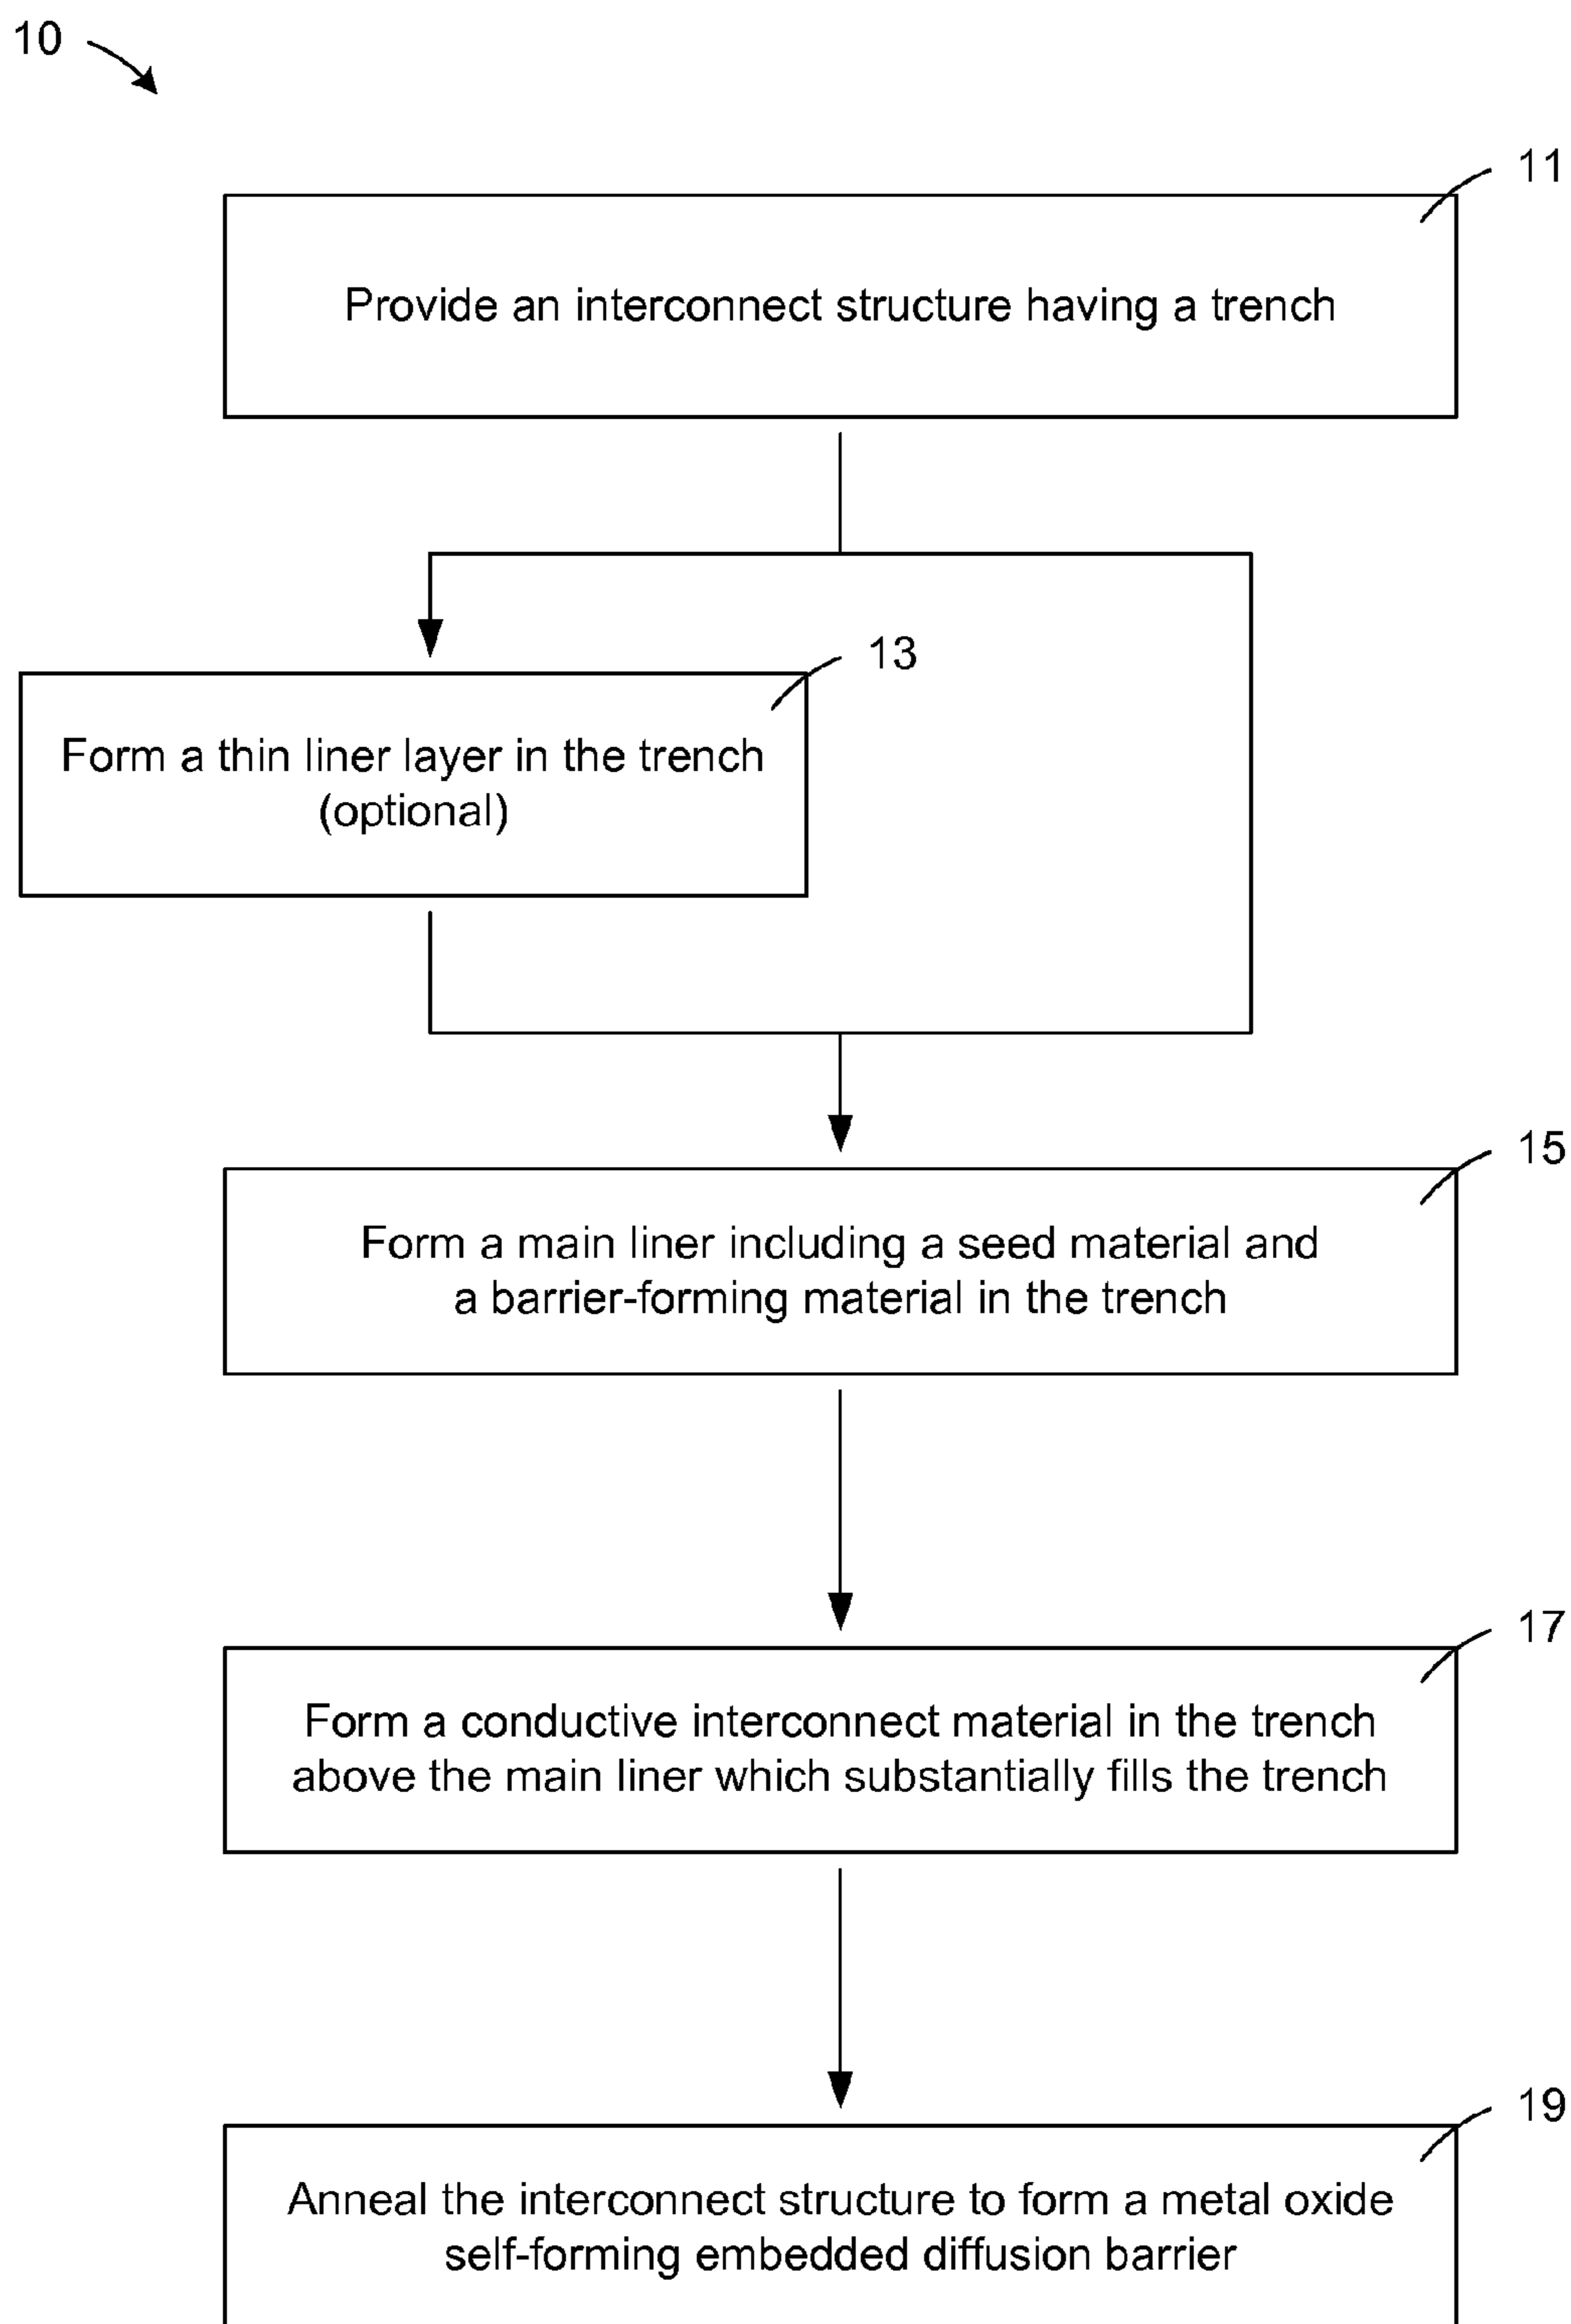 10
11
Provide an interconnect structure having a trench
13
Form a thin liner layer in the trench
(optional)
15
Form a main liner including a seed material and
a barrier-forming material in the trench
17
Form a conductive interconnect material in the trench
above the main liner which substantially fills the trench
19
Anneal the interconnect structure to form a metal oxide
self-forming embedded diffusion barrier